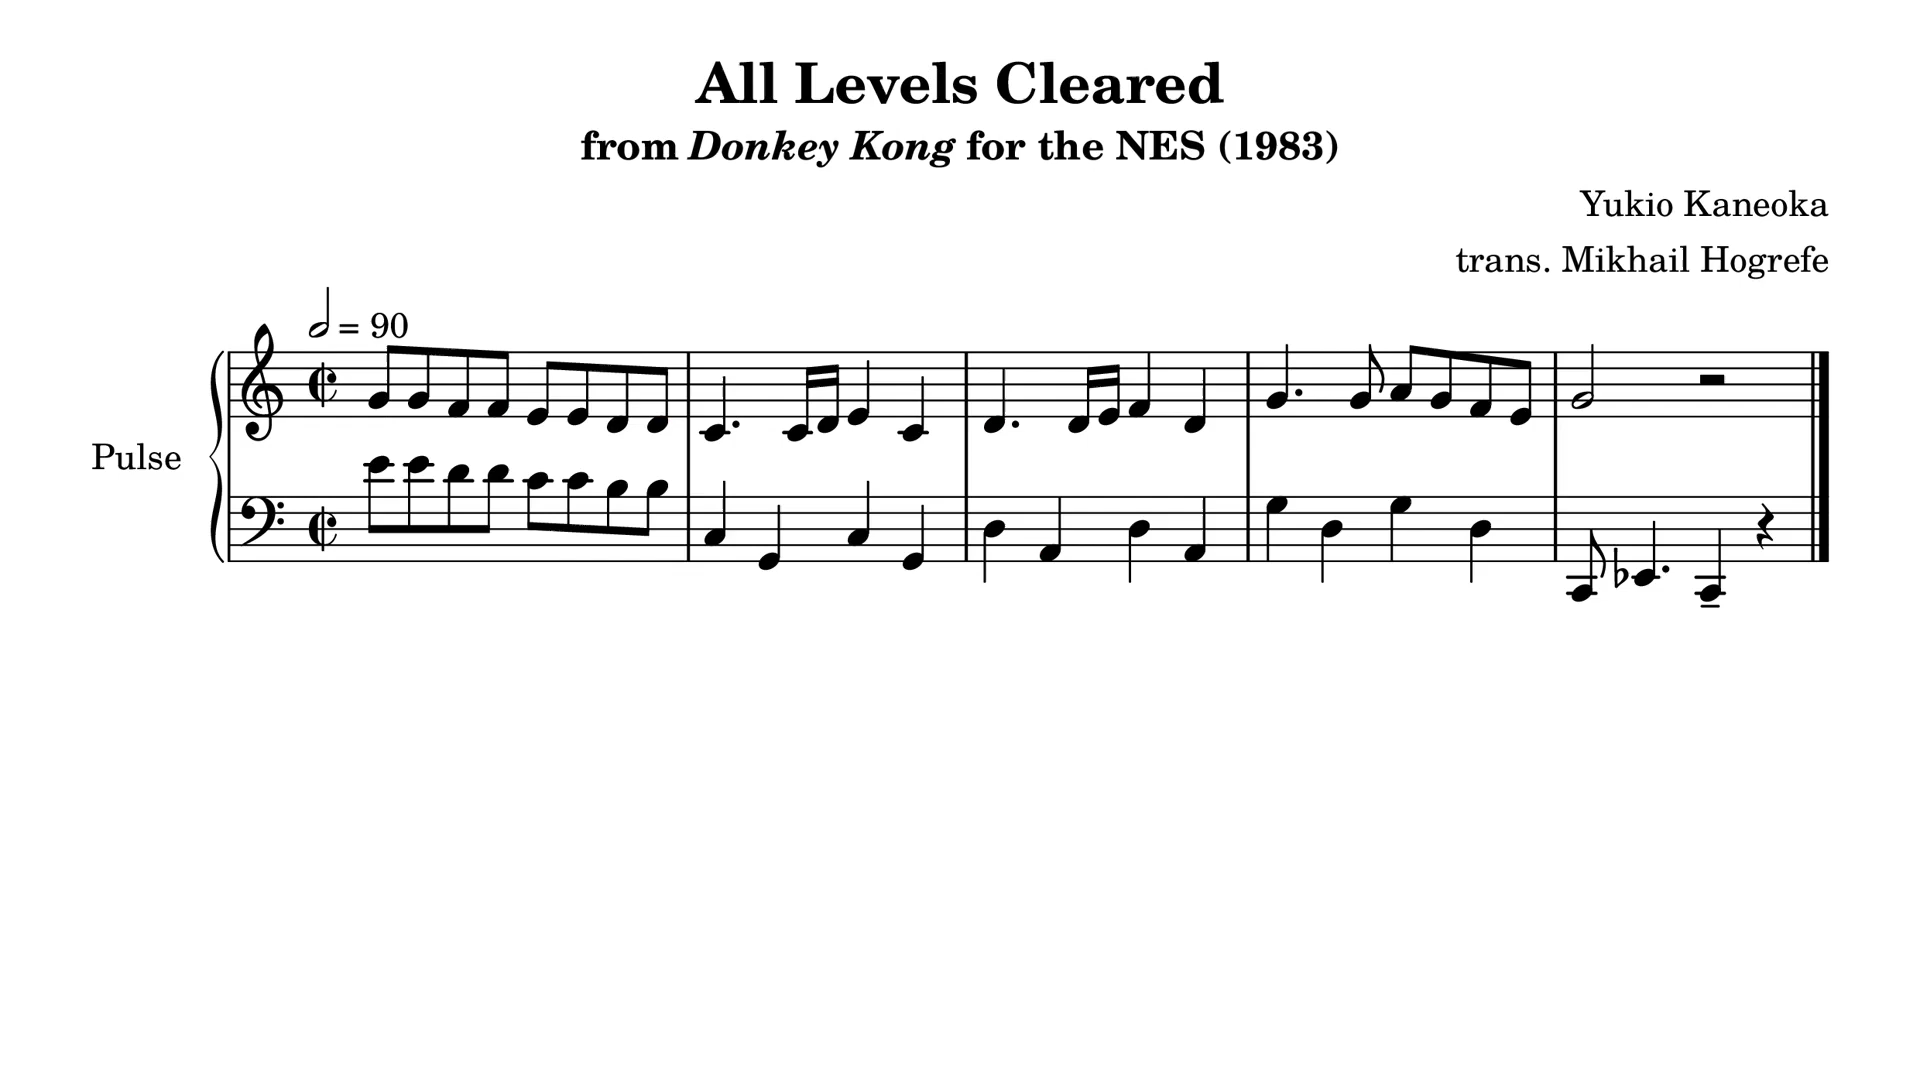 All Levels Cleared
from Donkey Kong for the NES (1983)
Yukio Kaneoka
trans. Mikhail Hogrefe
= 90
Pulse